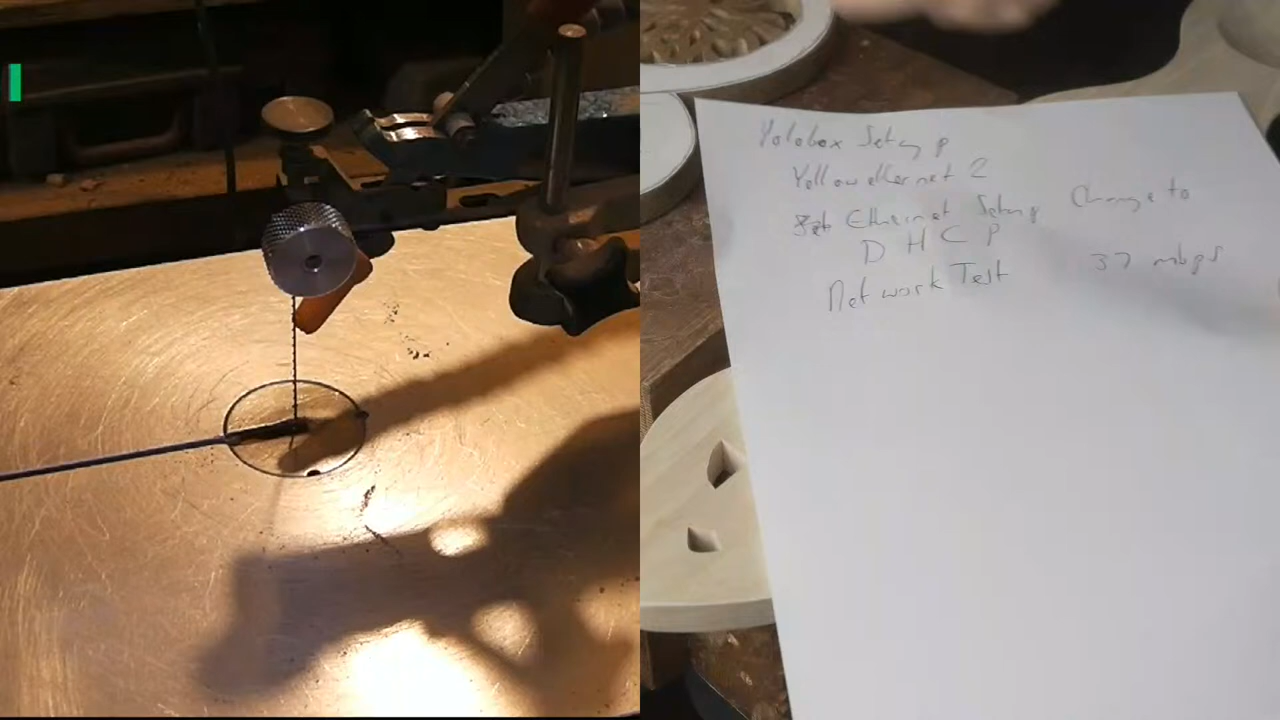 Yolobox Setup
Yellow ethernet 2
Set Ethernet Setup Change to
DHCP
Network Test 37 mbps